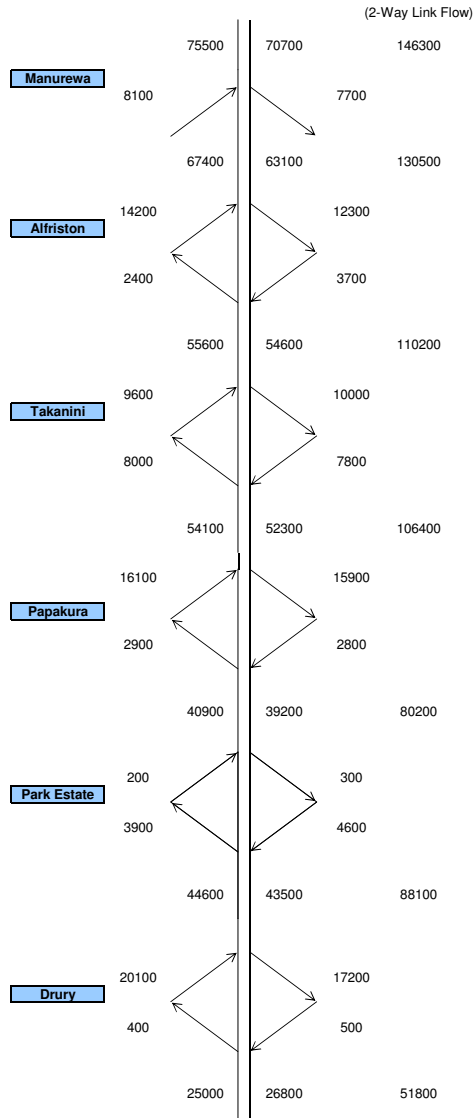 (2-Way Link Flow)
75500 70700 146300
Manurewa
8100 7700
67400 63100 130500
14200 12300
Alfriston
2400 3700
55600 54600 110200
9600 10000
Takanini
8000 7800
54100 52300 106400
16100 15900
Papakura
2900 2800
40900 39200 80200
200 300
Park Estate
3900 4600
44600 43500 88100
20100 17200
Drury
400 500
25000 26800 51800